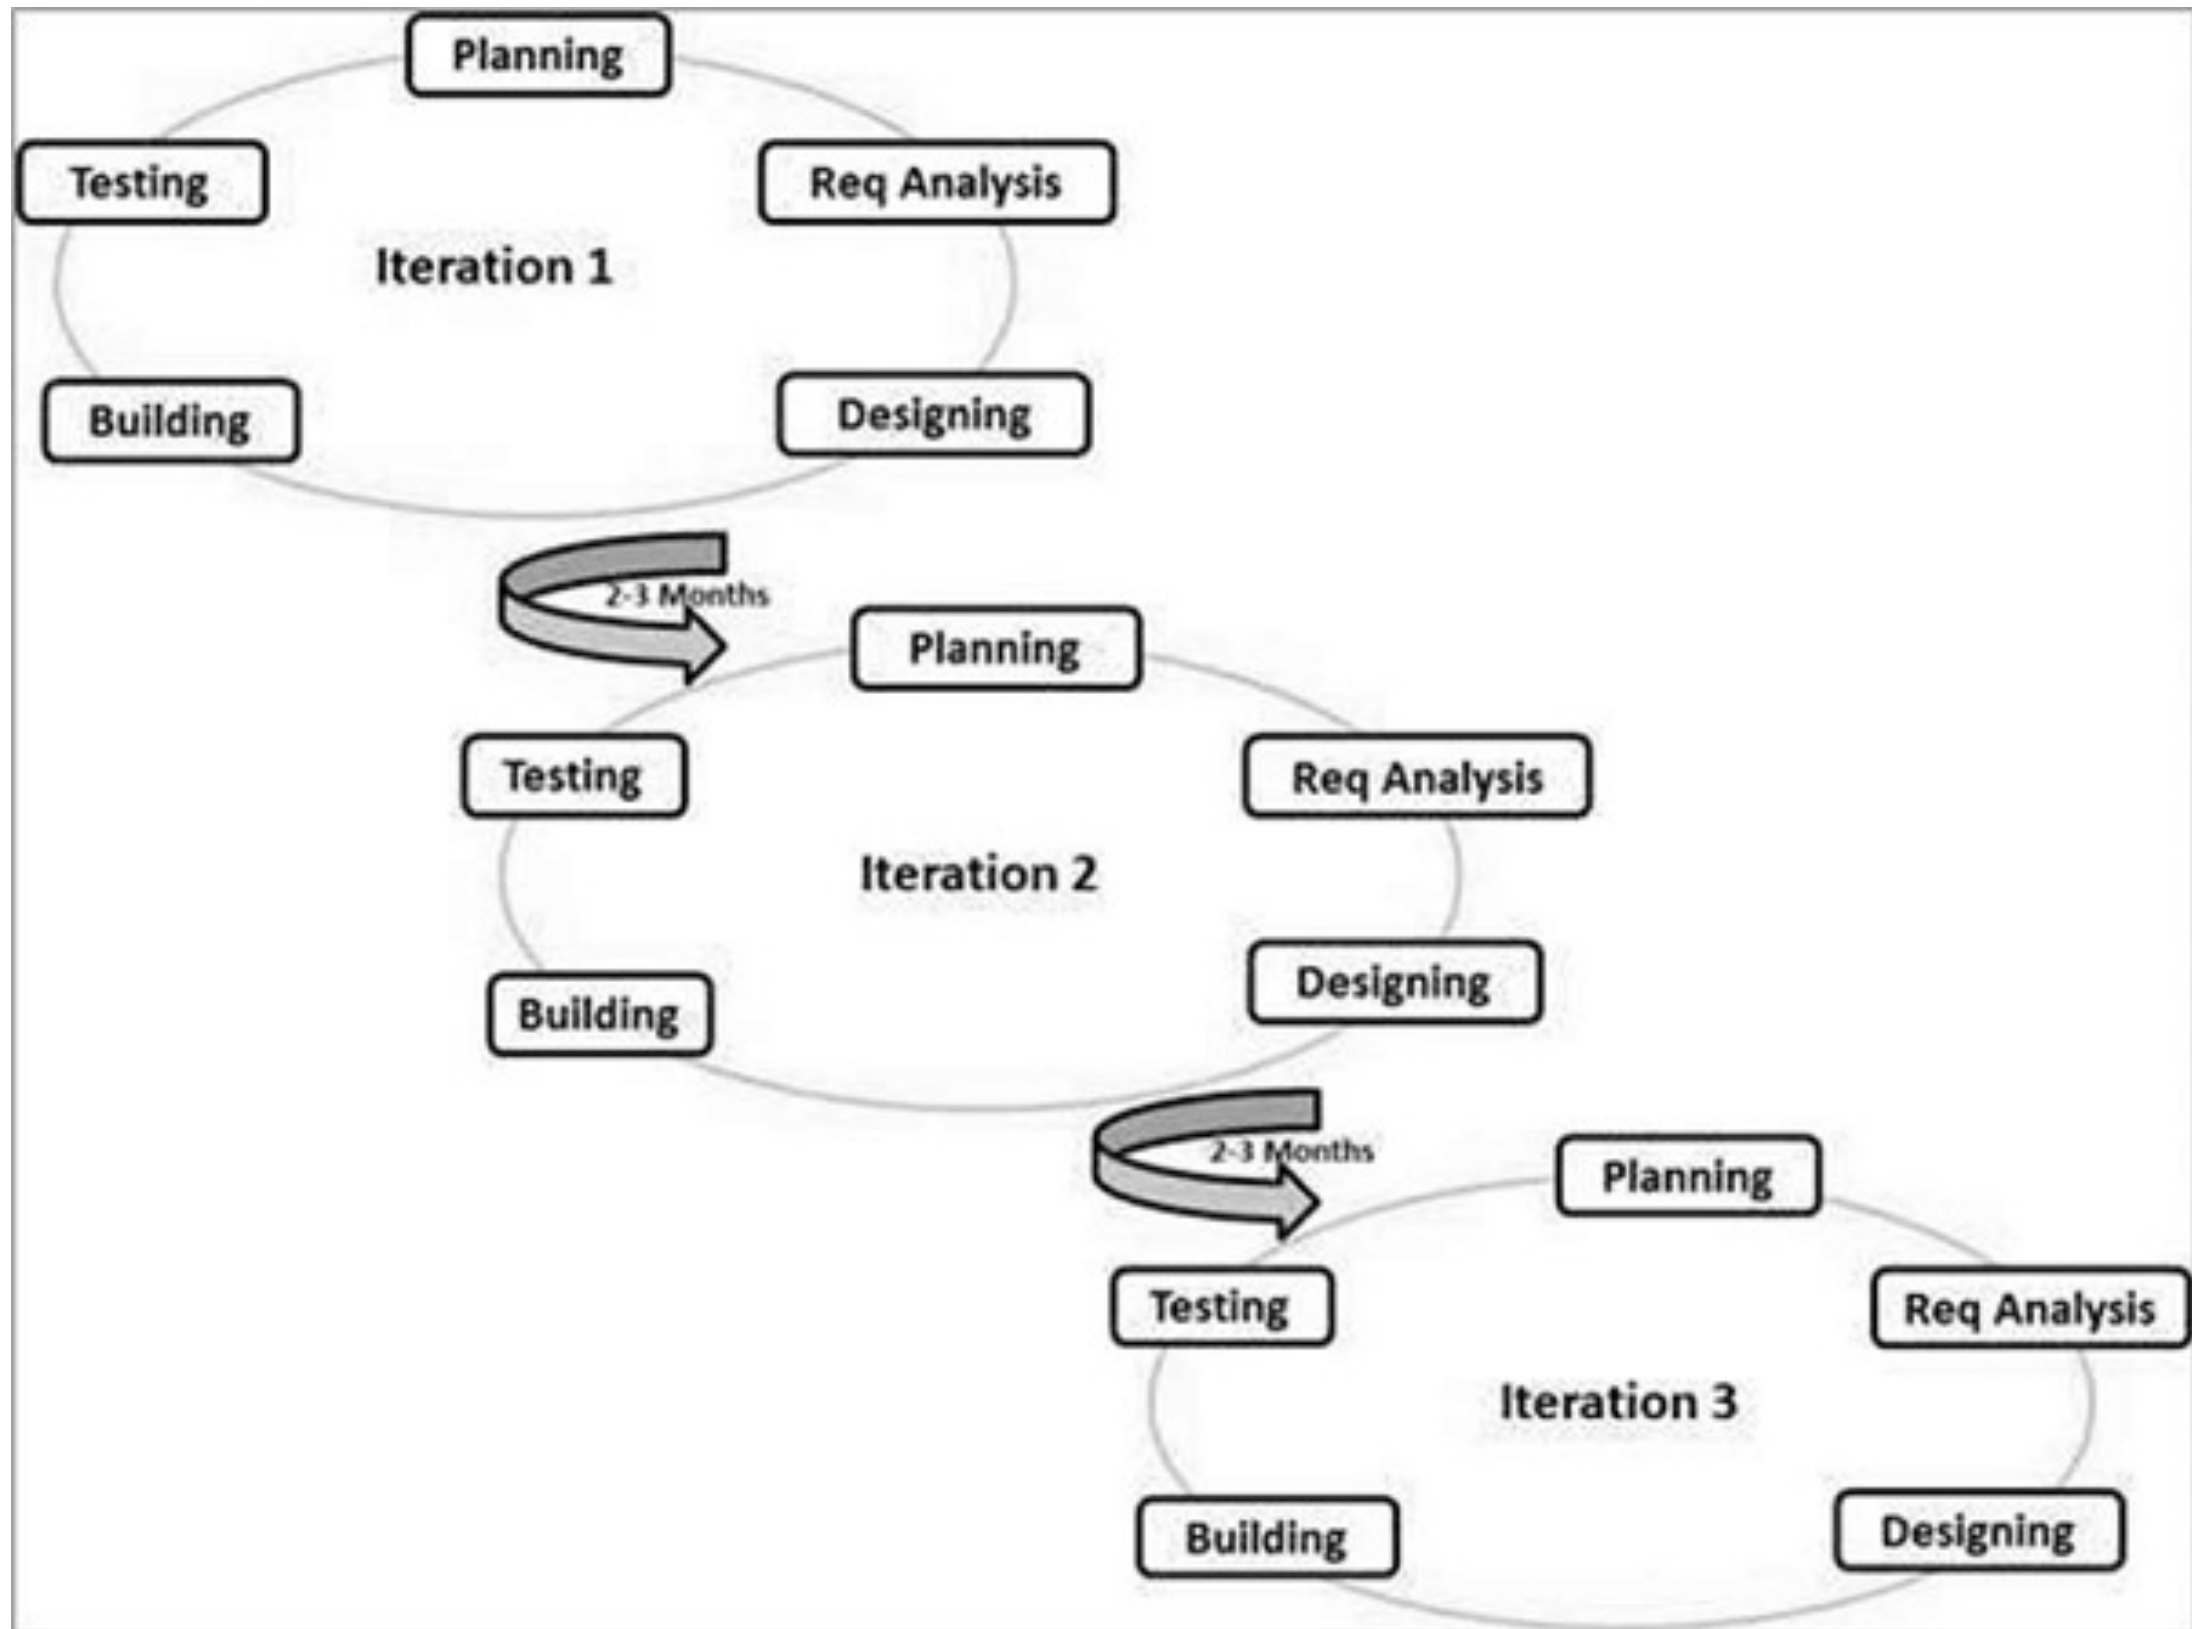 Planning
Testing
Req Analysis
Iteration 1
Building
Designing
2-3 Months
Planning
Testing
Req Analysis
Iteration 2
Building
Designing
2-3 Months
Planning
Testing
Req Analysis
Iteration 3
Building
Designing